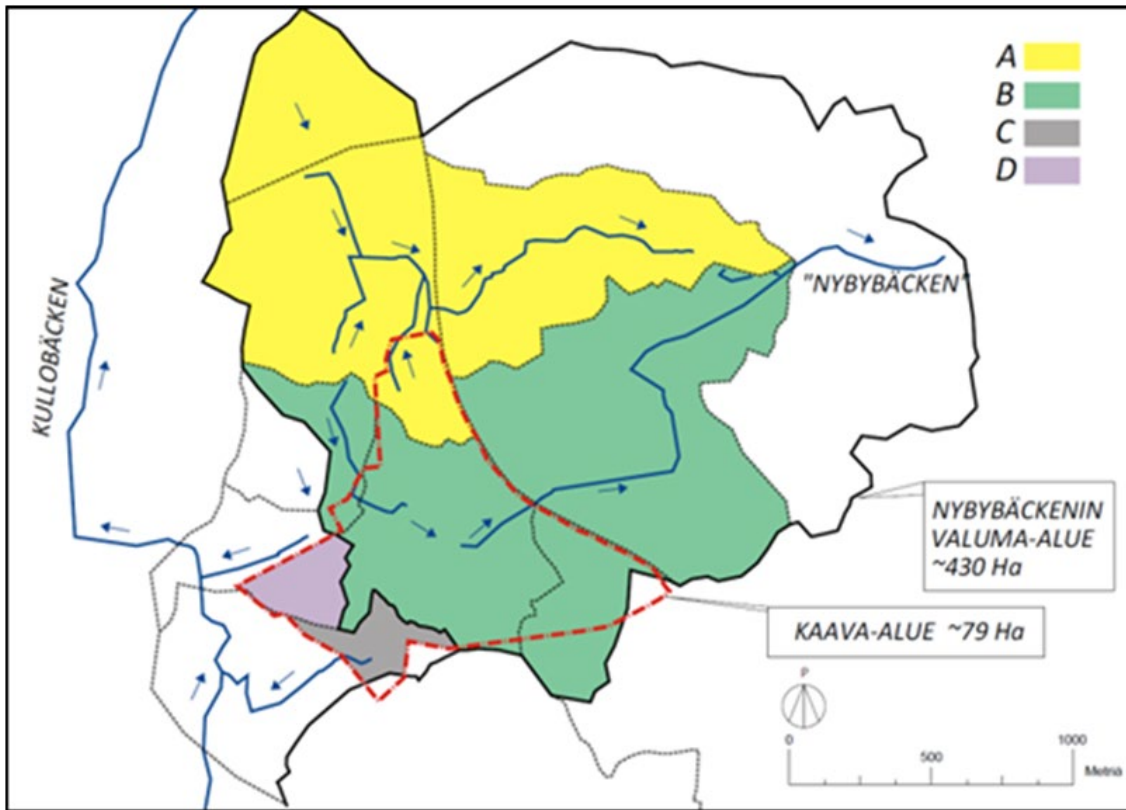 A
B
C
D
KULLOBÄCKEN
"NYBYBÄCKEN"
NYBYBÄCKENIN
VALUMA-ALUE
~430 Ha
KAAVA-ALUE ~79 Ha
P
0
500
1000
Metriä